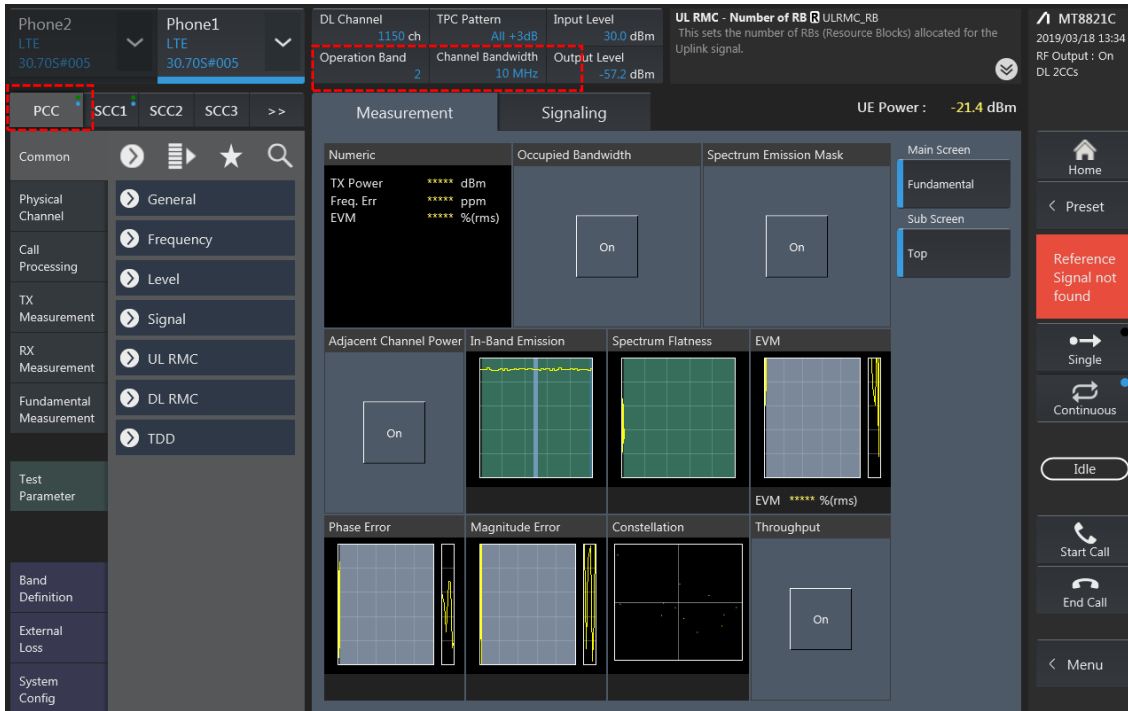 Phone2
LTE
30.70S#005
Phone1
LTE
30.70S#005
DL Channel
1150 ch
TPC Pattern
All +3dB
Input Level
30.0 dBm
Operation Band
2
Channel Bandwidth
10 MHz
Output Level
-57.2 dBm
UL RMC - Number of RB R ULRMC_RB
This sets the number of RBs (Resource Blocks) allocated for the
Uplink signal.
MT8821C
2019/03/18 13:34
RF Output : On
DL 2CCs
PCC
SCC1
SCC2
SCC3
>>
Measurement
Signaling
UE Power : -21.4 dBm
Common
Physical
Channel
Call
Processing
TX
Measurement
RX
Measurement
Fundamental
Measurement
Test
Parameter
Band
Definition
External
Loss
System
Config
General
Frequency
Level
Signal
UL RMC
DL RMC
TDD
Numeric
TX Power ***** dBm
Freq. Err ***** ppm
EVM ***** %(rms)
Occupied Bandwidth
On
Spectrum Emission Mask
On
Main Screen
Fundamental
Sub Screen
Top
Adjacent Channel Power
On
In-Band Emission
Spectrum Flatness
EVM
EVM ***** %(rms)
Phase Error
Magnitude Error
Constellation
Throughput
On
Home
< Preset
Reference
Signal not
found
Single
Continuous
Idle
Start Call
End Call
< Menu